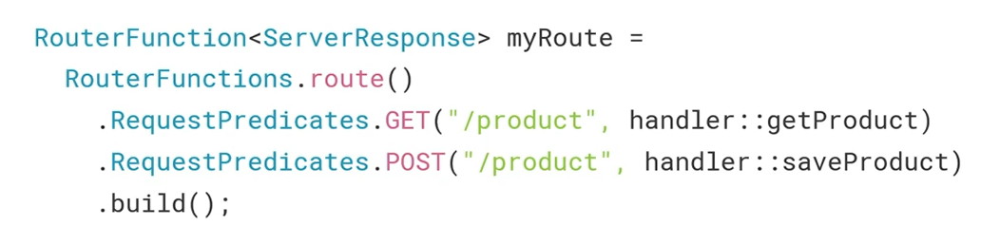 RouterFunction<ServerResponse> myRoute =
RouterFunctions.route()
.RequestPredicates.GET("/product", handler::getProduct)
.RequestPredicates.POST("/product", handler::saveProduct)
.build();